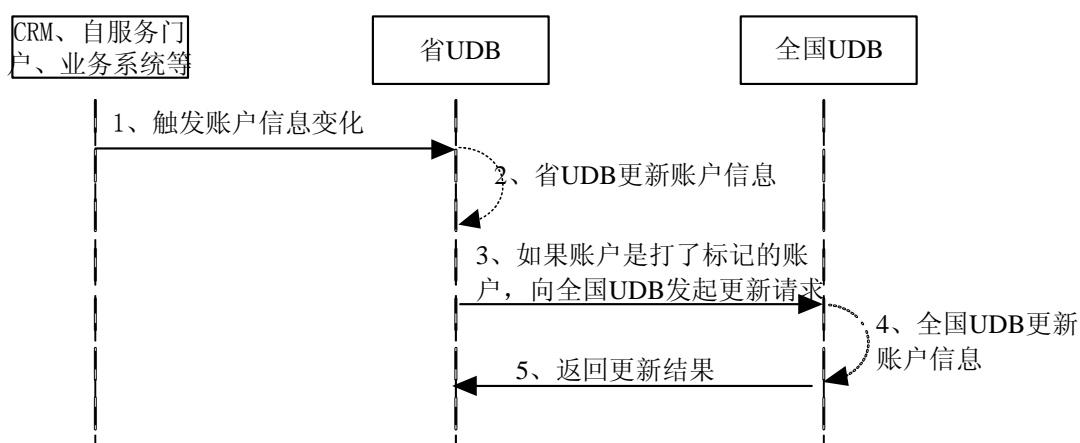 CRM、自服务门
户、业务系统等
省UDB
全国UDB
1、触发账户信息变化
2、省UDB更新账户信息
3、如果账户是打了标记的账
户，向全国UDB发起更新请求
4、全国UDB更新
账户信息
5、返回更新结果